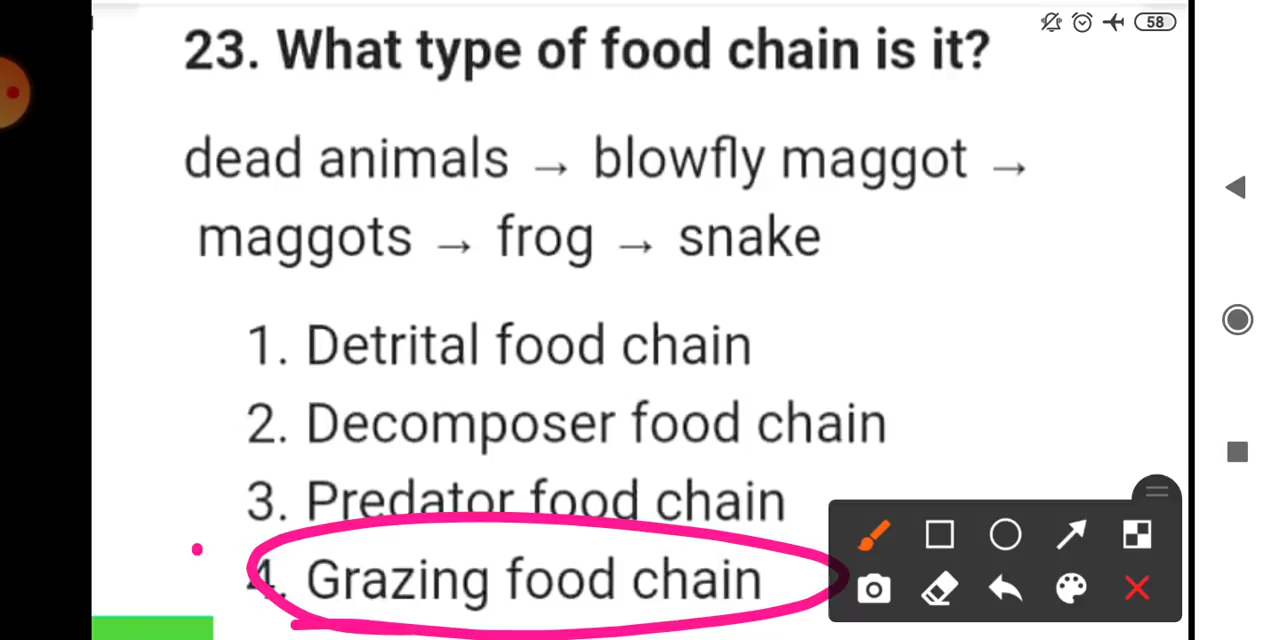 58
23. What type of food chain is it?
dead animals → blowfly maggot →
maggots → frog → snake
1. Detrital food chain
2. Decomposer food chain
3. Predator food chain
4. Grazing food chain